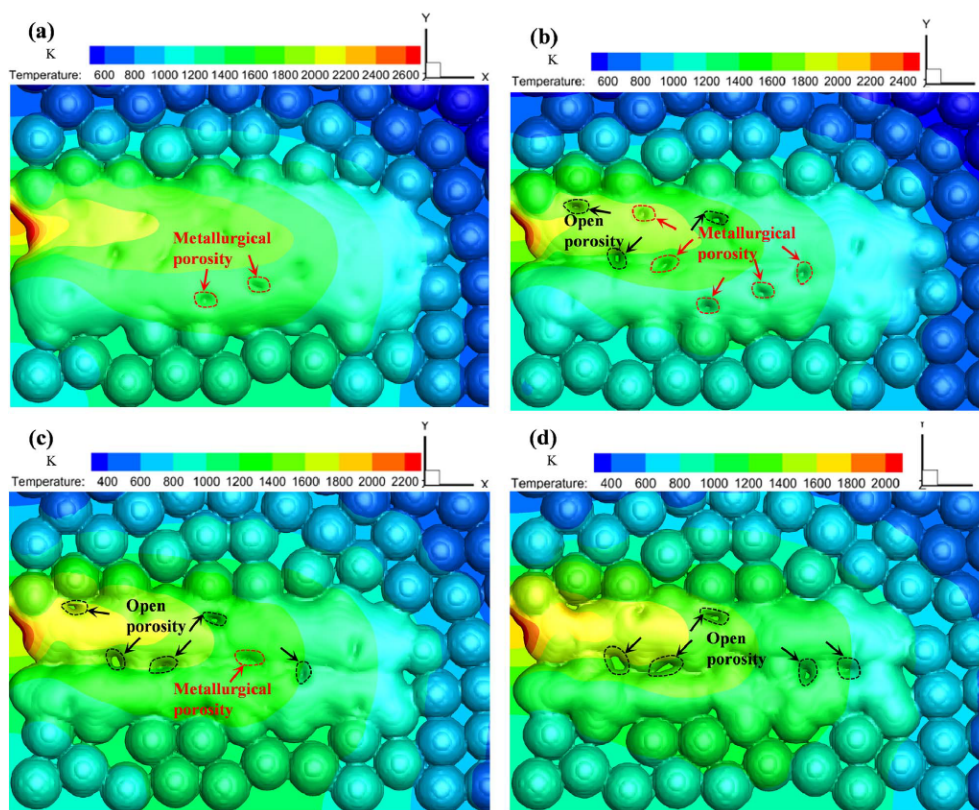 (a)
Y
K
Temperature: 600 800 1000 1200 1400 1600 1800 2000 2200 2400 2600
X
Metallurgical
porosity
(b)
Y
K
Temperature: 600 800 1000 1200 1400 1600 1800 2000 2200 2400
X
Open
porosity
Metallurgical
porosity
(c)
Y
K
Temperature: 400 600 800 1000 1200 1400 1600 1800 2000 2200
X
Open
porosity
Metallurgical
porosity
(d)
K
Temperature: 400 600 800 1000 1200 1400 1600 1800 2000
Open
porosity